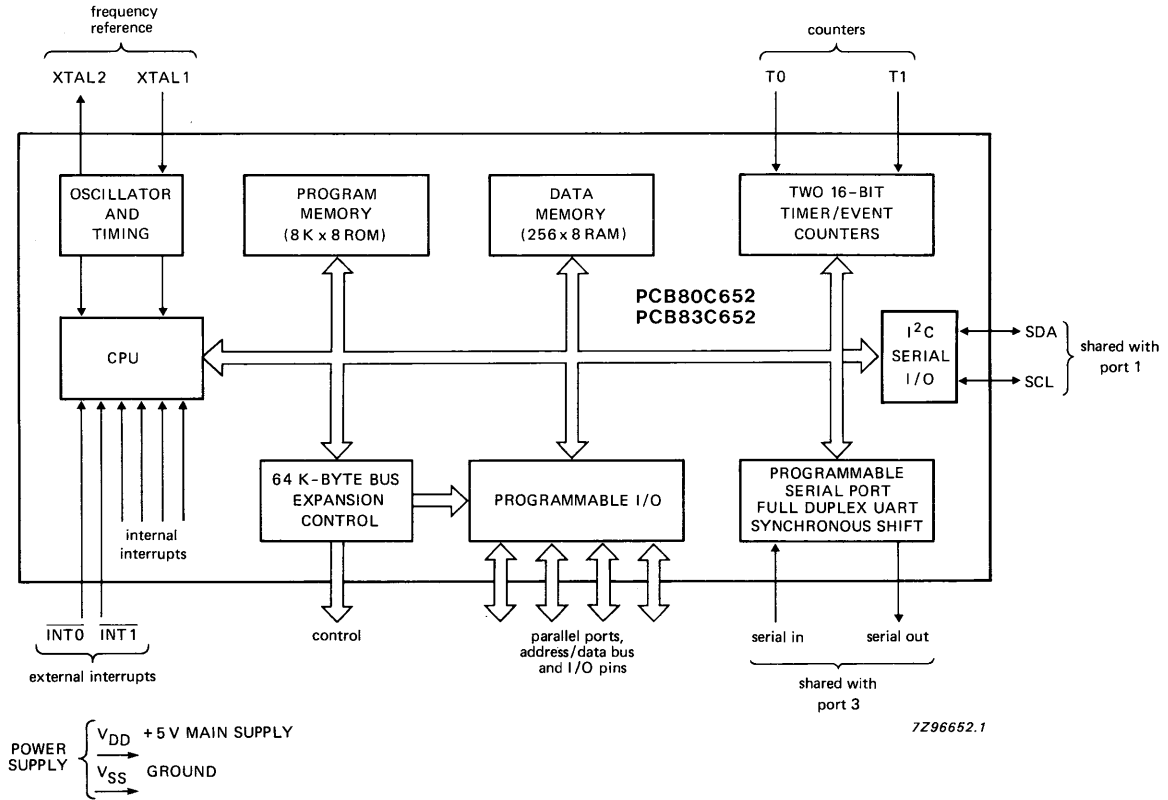 frequency
reference
counters
XTAL2 XTAL1
T0 T1
OSCILLATOR
AND
TIMING
PROGRAM
MEMORY
(8K x 8 ROM)
DATA
MEMORY
(256 x 8 RAM)
TWO 16-BIT
TIMER/EVENT
COUNTERS
PCB80C652
PCB83C652
CPU
I²C
SERIAL
I/O
SDA
SCL
shared with
port 1
64 K-BYTE BUS
EXPANSION
CONTROL
PROGRAMMABLE I/O
PROGRAMMABLE
SERIAL PORT
FULL DUPLEX UART
SYNCHRONOUS SHIFT
internal
interrupts
INT0 INT1
external interrupts
control
parallel ports,
address/data bus
and I/O pins
serial in serial out
shared with
port 3
7Z96652.1
POWER
SUPPLY
VDD +5 V MAIN SUPPLY
VSS GROUND